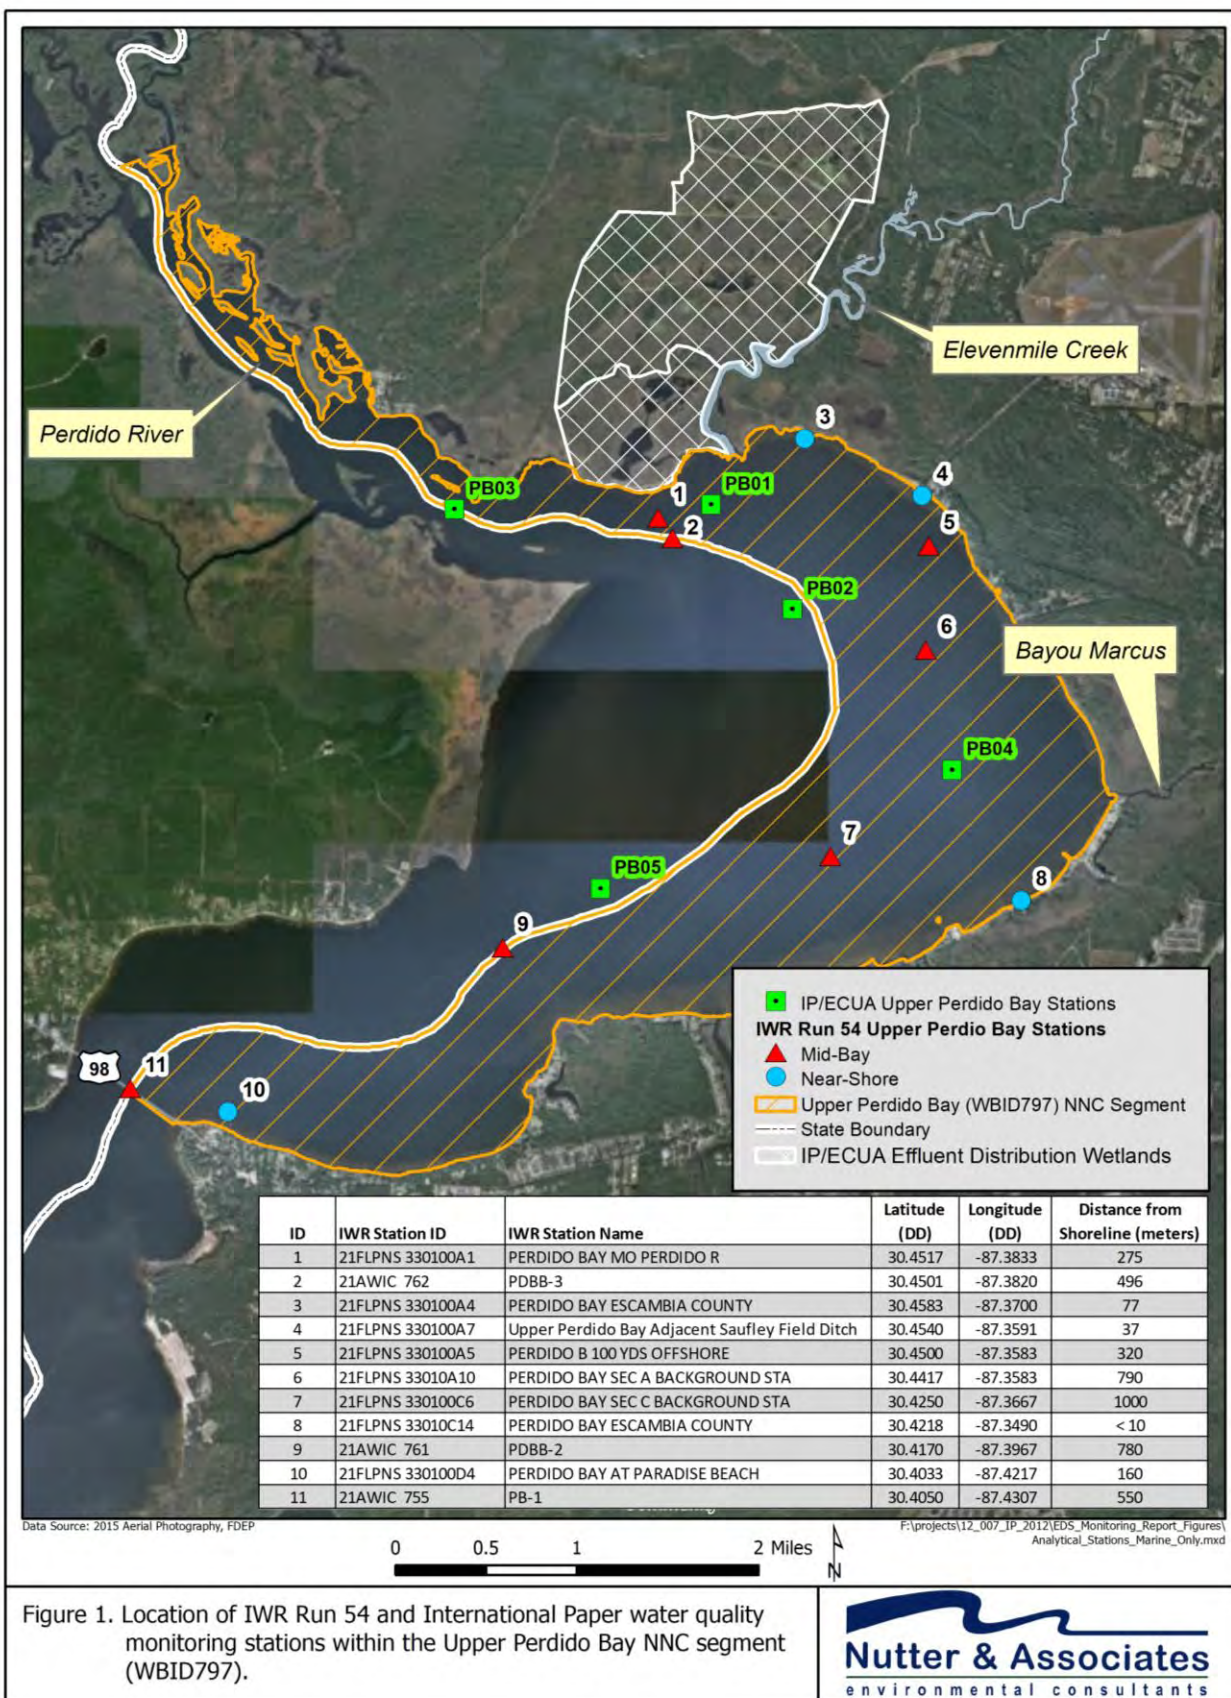 3
Elevenmile Creek
Perdido River
4
PB03
PB01
1
5
2
PB02
6
Bayou Marcus
PB04
7
PB05
8
9
IP/ECUA Upper Perdido Bay Stations
IWR Run 54 Upper Perdio Bay Stations
Mid-Bay
Near-Shore
Upper Perdido Bay (WBID797) NNC Segment
State Boundary
IP/ECUA Effluent Distribution Wetlands
98
11
10
ID IWR Station ID IWR Station Name Latitude (DD) Longitude (DD) Distance from Shoreline (meters)
1 21FLPNS 330100A1 PERDIDO BAY MO PERDIDO R 30.4517 -87.3833 275
2 21AWIC 762 PDBB-3 30.4501 -87.3820 496
3 21FLPNS 330100A4 PERDIDO BAY ESCAMBIA COUNTY 30.4583 -87.3700 77
4 21FLPNS 330100A7 Upper Perdido Bay Adjacent Saufley Field Ditch 30.4540 -87.3591 37
5 21FLPNS 330100A5 PERDIDO B 100 YDS OFFSHORE 30.4500 -87.3583 320
6 21FLPNS 33010A10 PERDIDO BAY SEC A BACKGROUND STA 30.4417 -87.3583 790
7 21FLPNS 330100C6 PERDIDO BAY SEC C BACKGROUND STA 30.4250 -87.3667 1000
8 21FLPNS 33010C14 PERDIDO BAY ESCAMBIA COUNTY 30.4218 -87.3490 < 10
9 21AWIC 761 PDBB-2 30.4170 -87.3967 780
10 21FLPNS 330100D4 PERDIDO BAY AT PARADISE BEACH 30.4033 -87.4217 160
11 21AWIC 755 PB-1 30.4050 -87.4307 550
Data Source: 2015 Aerial Photography, FDEP
F:\projects\12_007_IP_2012\EDS_Monitoring_Report_Figures\
Analytical_Stations_Marine_Only.mxd
0 0.5 1 2 Miles
N
Figure 1. Location of IWR Run 54 and International Paper water quality
monitoring stations within the Upper Perdido Bay NNC segment
(WBID797).
Nutter & Associates
environmental consultants